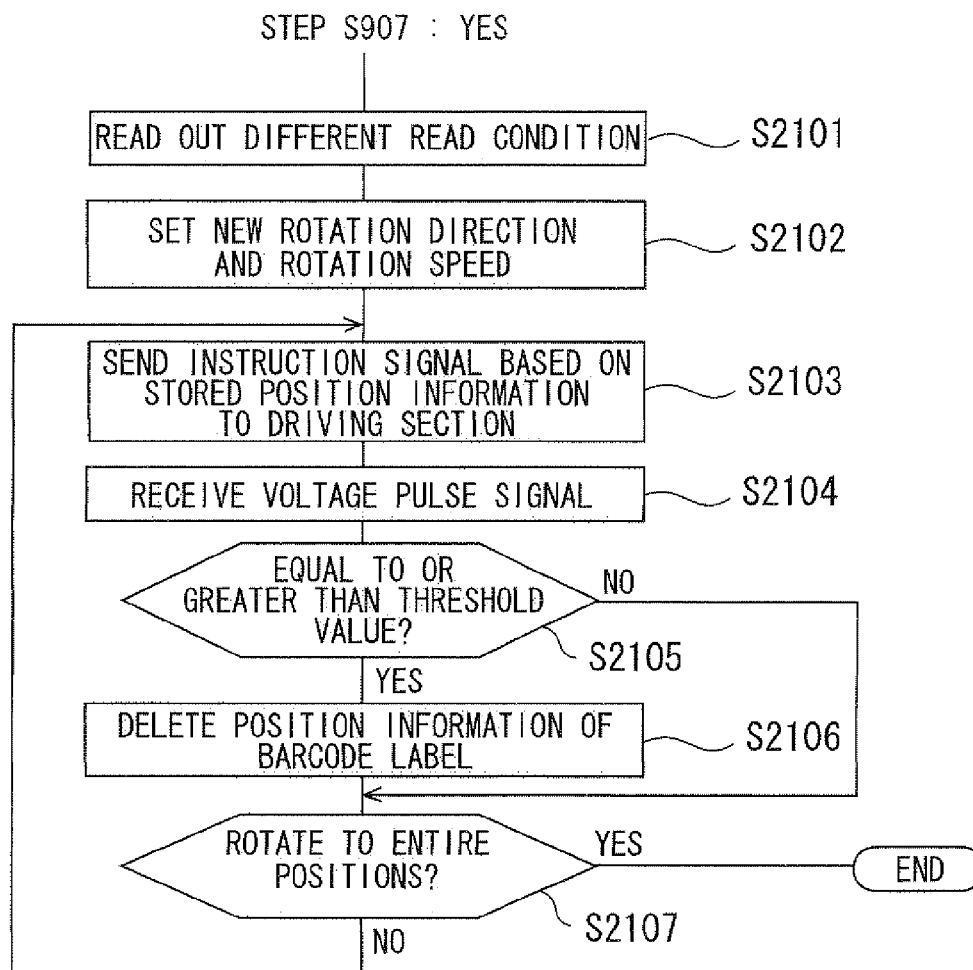 STEP S907 : YES
READ OUT DIFFERENT READ CONDITION
S2101
SET NEW ROTATION DIRECTION
AND ROTATION SPEED
S2102
SEND INSTRUCTION SIGNAL BASED ON
STORED POSITION INFORMATION
TO DRIVING SECTION
S2103
RECEIVE VOLTAGE PULSE SIGNAL
S2104
EQUAL TO OR
GREATER THAN THRESHOLD
VALUE?
NO
S2105
YES
DELETE POSITION INFORMATION OF
BARCODE LABEL
S2106
ROTATE TO ENTIRE
POSITIONS?
YES
END
S2107
NO